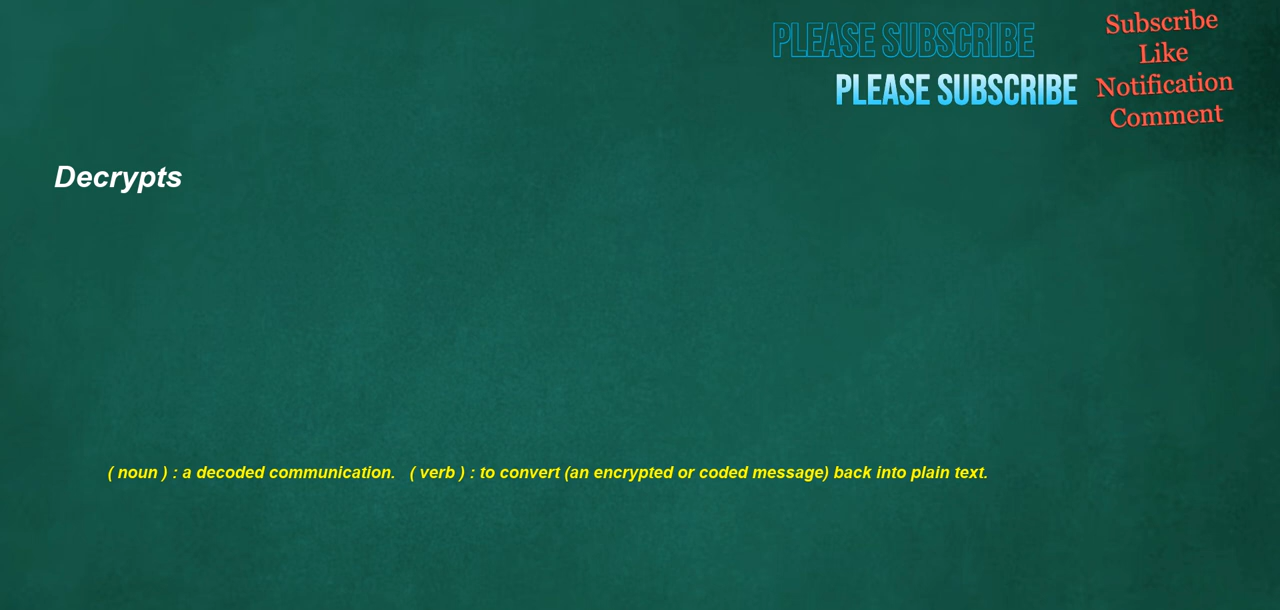 PLEASE SUBSCRIBE
PLEASE SUBSCRIBE
Subscribe
Like
Notification
Comment
Decrypts
( noun ) : a decoded communication. ( verb ) : to convert (an encrypted or coded message) back into plain text.